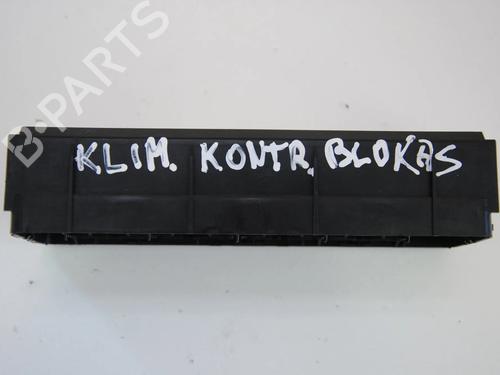 B-PARTS
KLIM. KONTR. BLOKAS